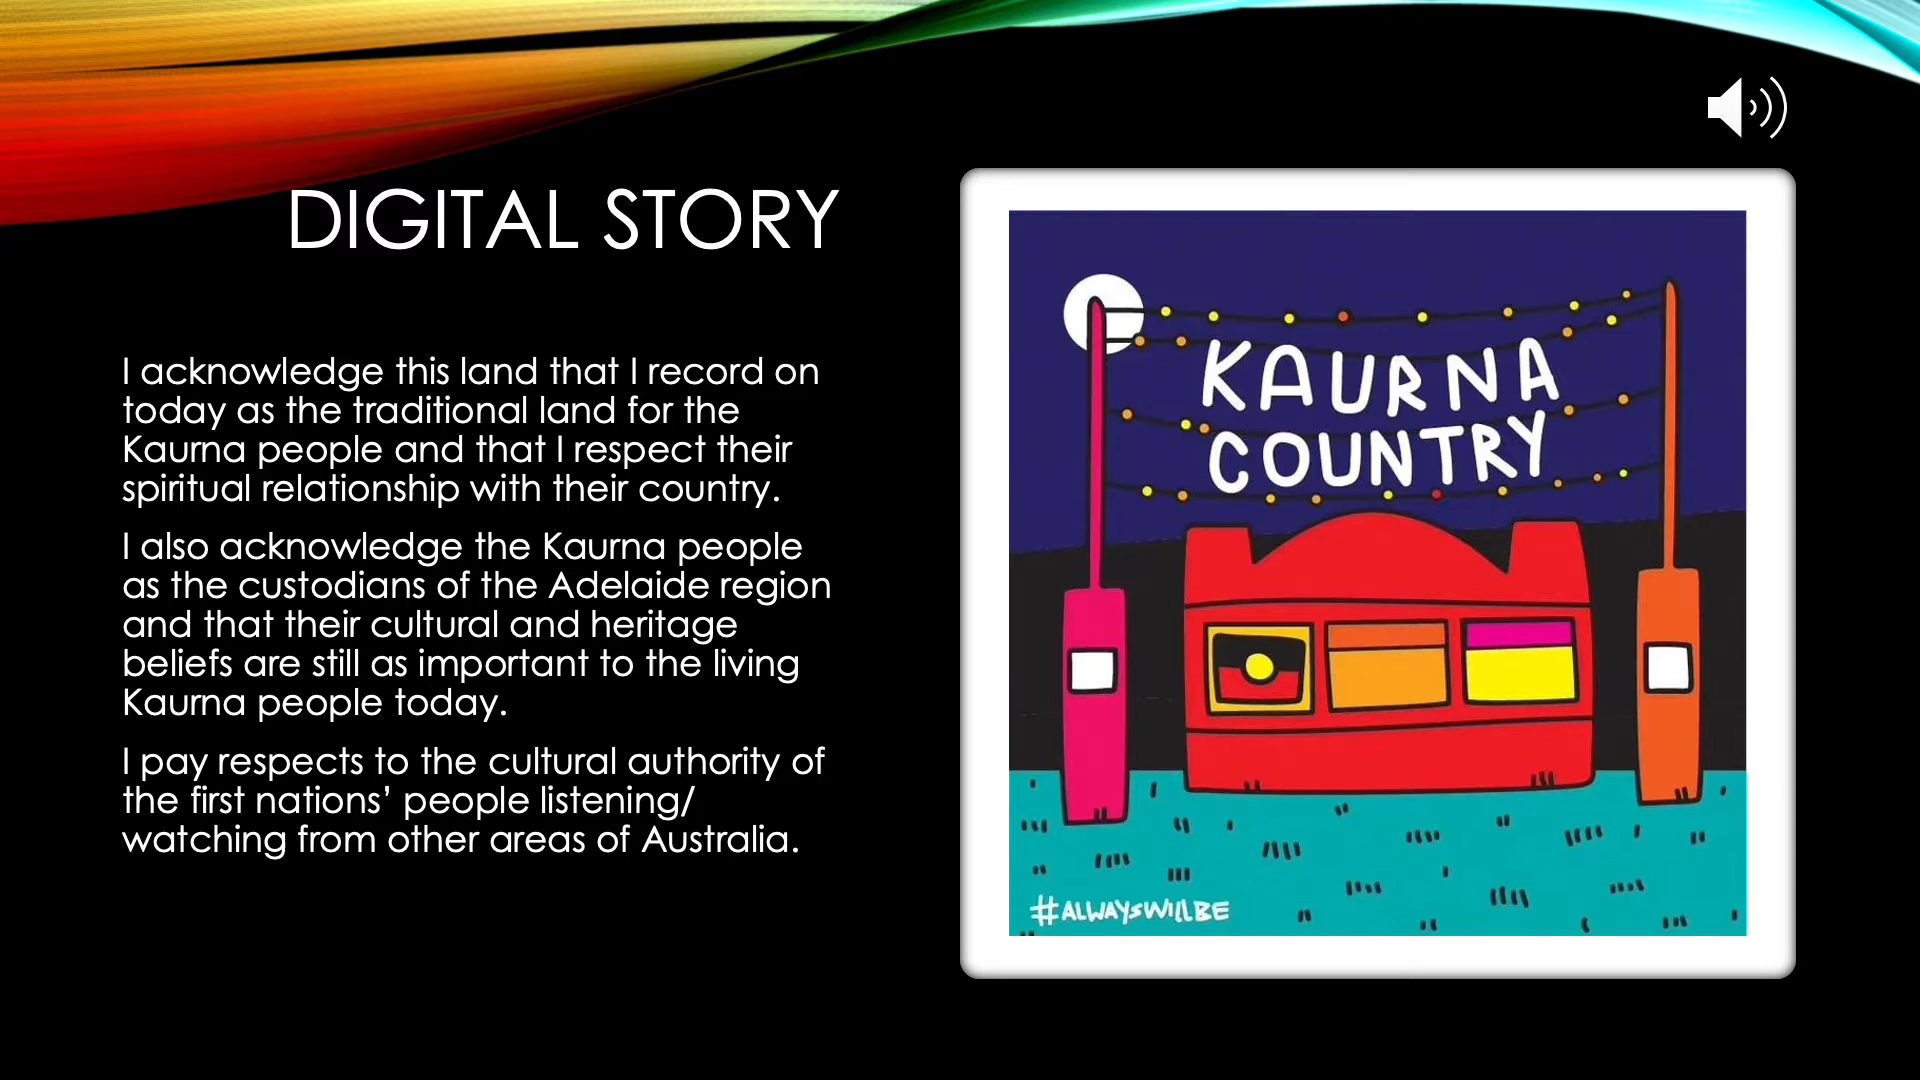 DIGITAL STORY
I acknowledge this land that I record on
today as the traditional land for the
Kaurna people and that I respect their
spiritual relationship with their country.
I also acknowledge the Kaurna people
as the custodians of the Adelaide region
and that their cultural and heritage
beliefs are still as important to the living
Kaurna people today.
I pay respects to the cultural authority of
the first nations’ people listening/
watching from other areas of Australia.
KAURNA
COUNTRY
#ALWAYSWILLBE